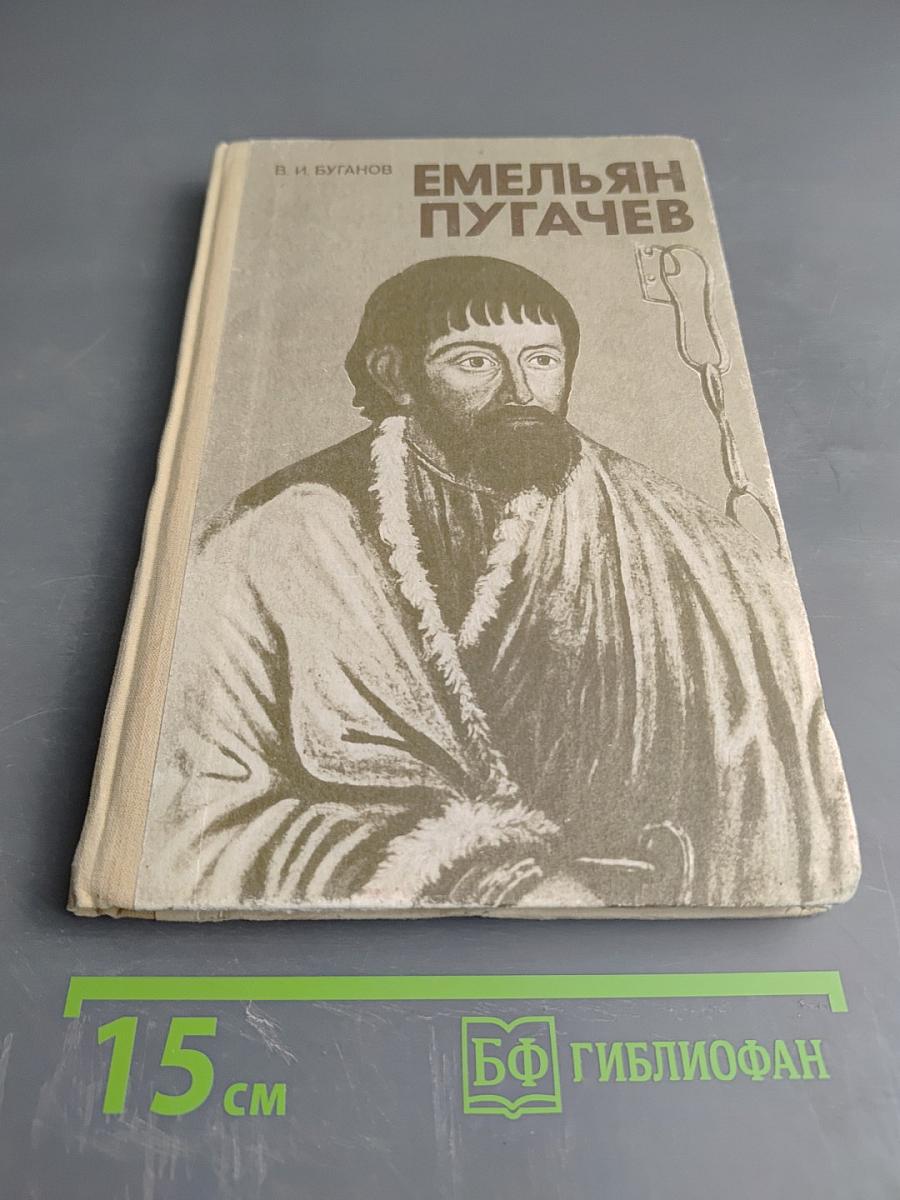 В. И. БУГАНОВ
ЕМЕЛЬЯН
ПУГАЧЕВ
15 см
БФ ГИБЛИОФАН